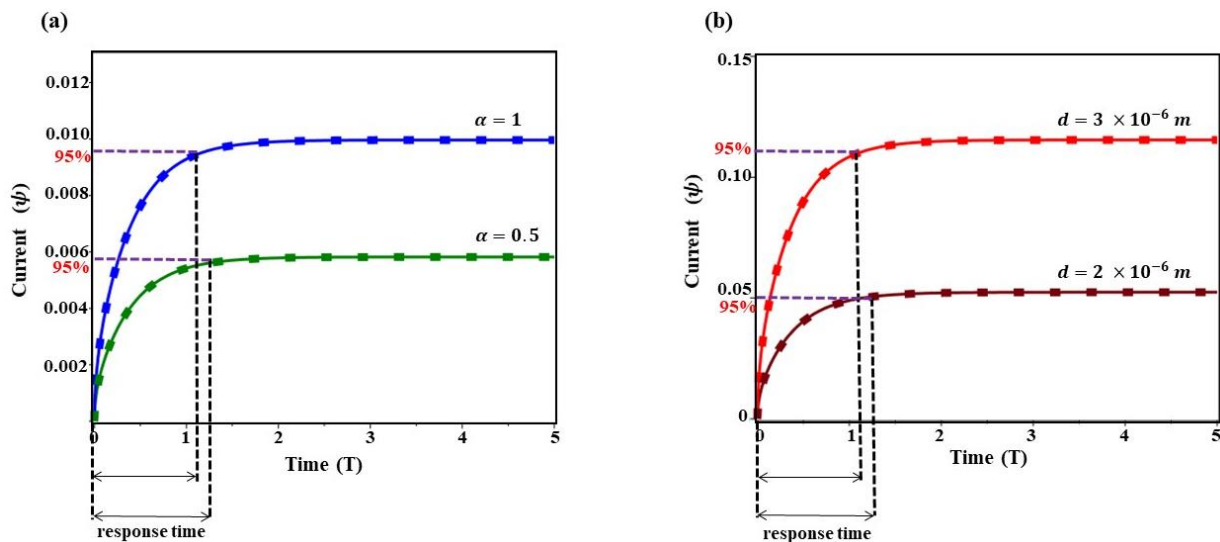 (a)
0.012
0.010
95%
0.008
0.006
95%
0.004
0.002
Current (ψ)
α = 1
α = 0.5
0 1 2 3 4 5
Time (T)
response time
(b)
0.15
95%
0.10
0.05
95%
0
Current (ψ)
d = 3 × 10⁻⁶ m
d = 2 × 10⁻⁶ m
0 1 2 3 4 5
Time (T)
response time